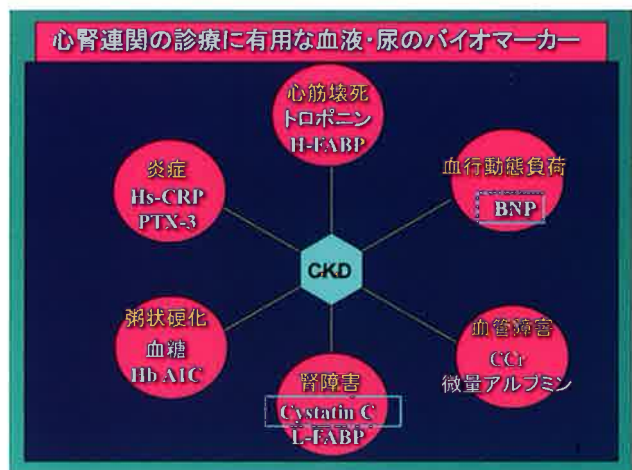 心腎連関の診療に有用な血液・尿のバイオマーカー
心筋壊死
トロポニン
H-FABP
炎症
Hs-CRP
PTX-3
血行動態負荷
BNP
CKD
粥状硬化
血糖
Hb A1C
血管障害
CCr
微量アルブミン
腎障害
Cystatin C
L-FABP